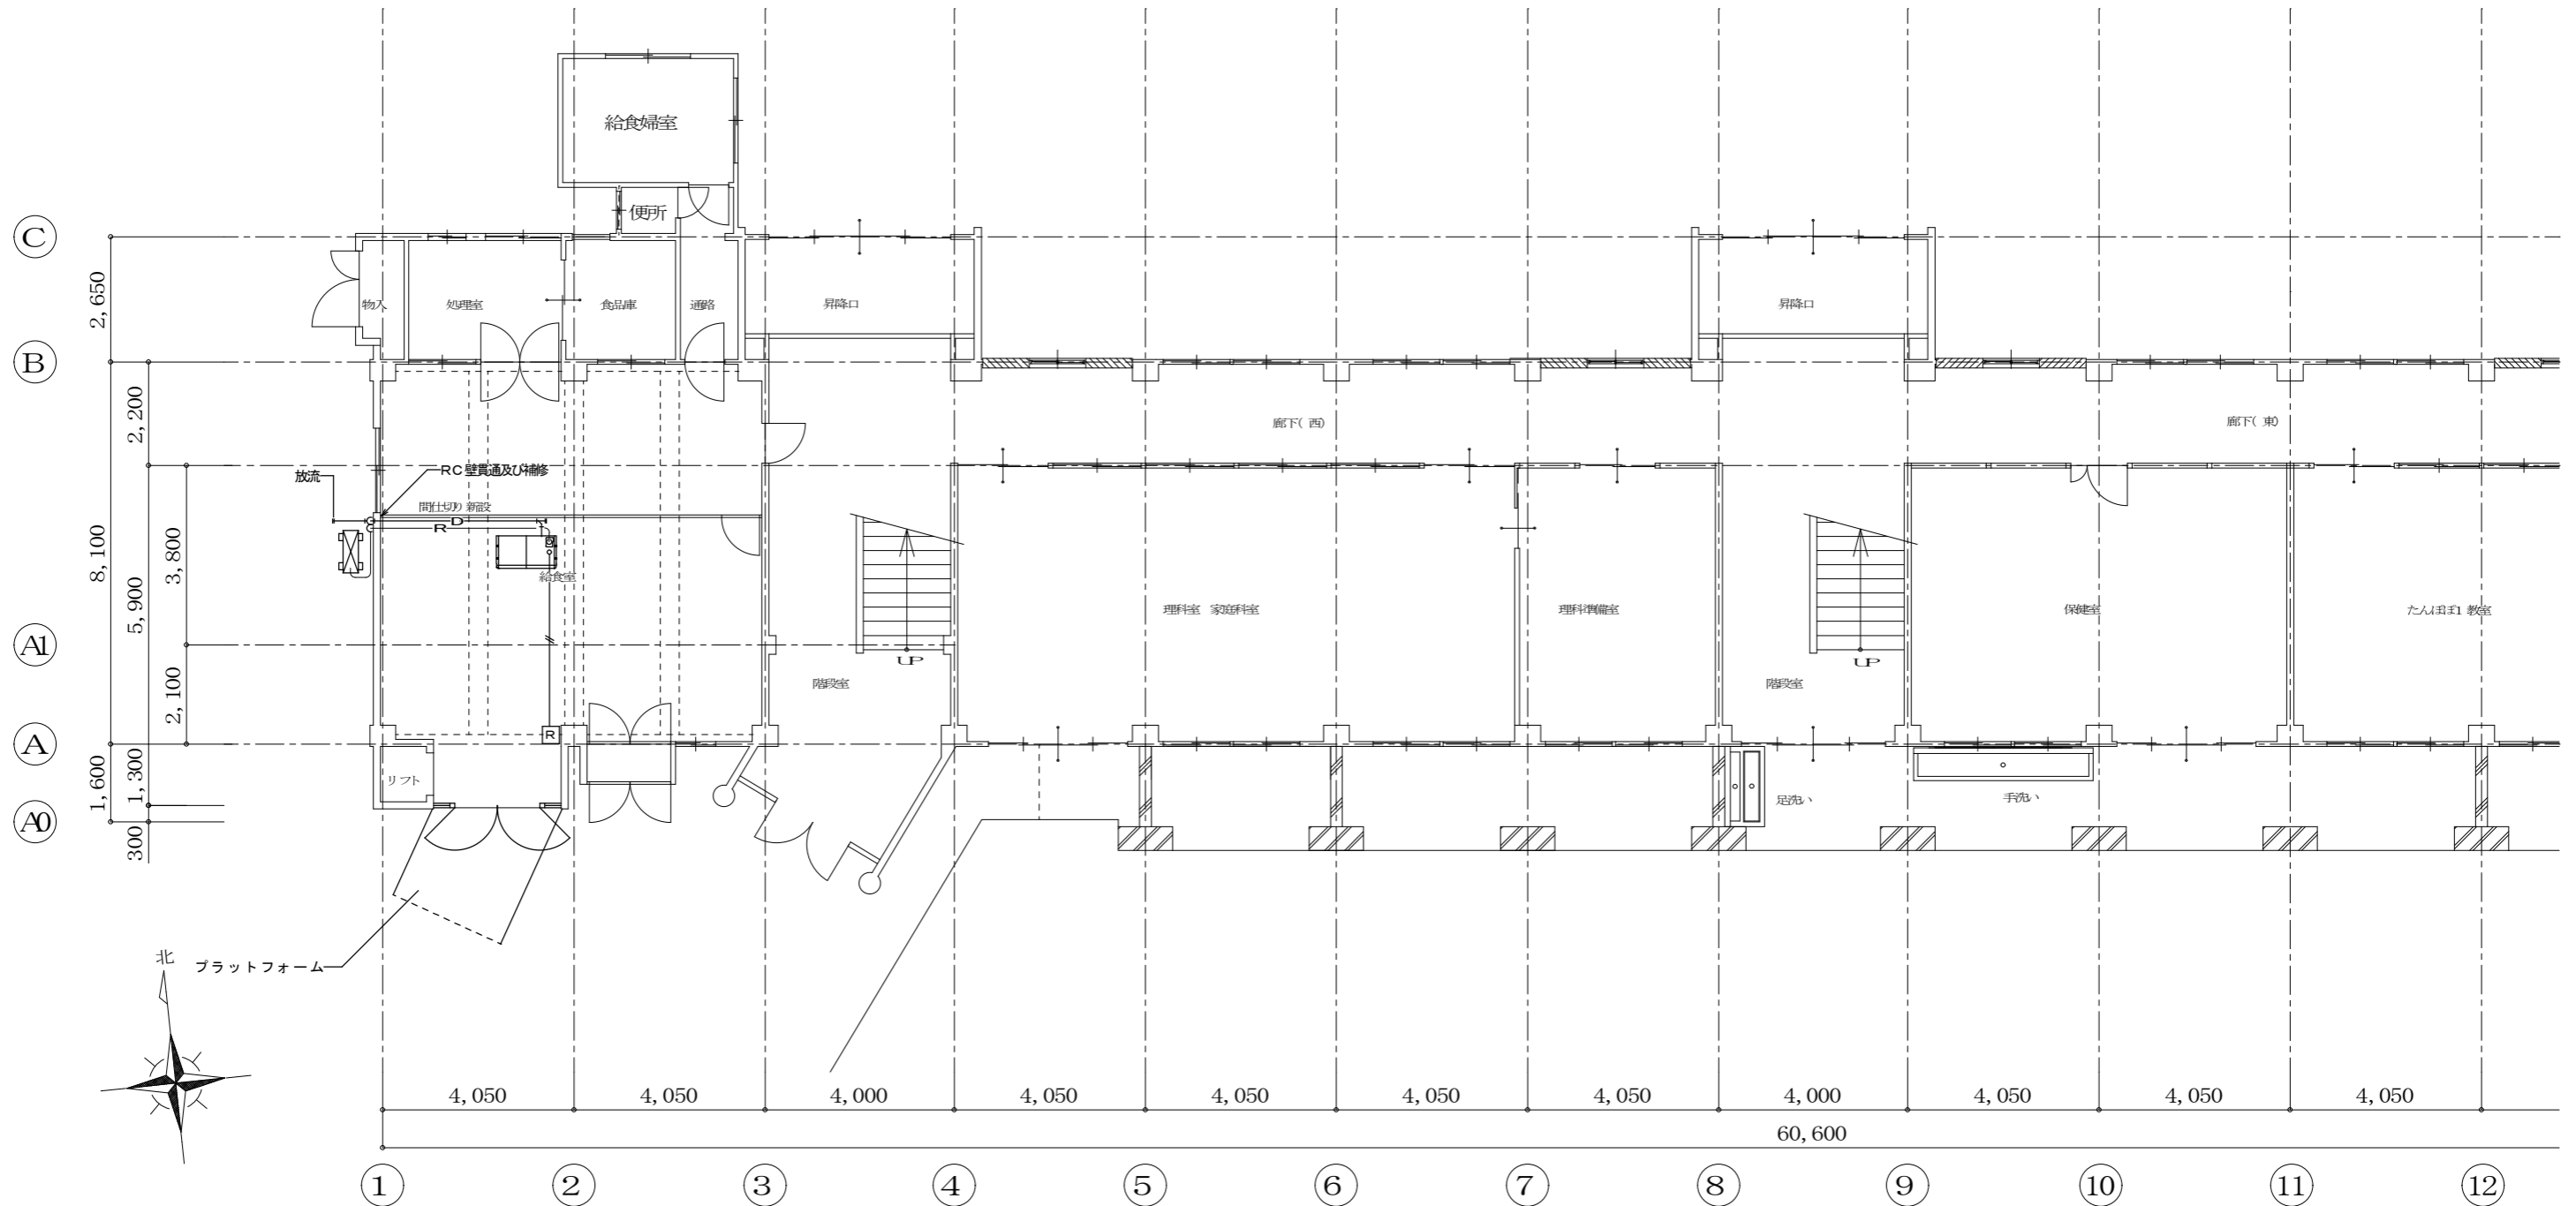 給食婦室
便所
C
物入
処理室
食品庫
通路
昇降口
昇降口
2,650
B
2,200
廊下(西)
廊下(東)
RC壁貫通及び補修
放流
間仕切り新設
D
R
8,100
5,900
3,800
給食室
理科室 家庭科室
理科準備室
保健室
たんぽぽ1 教室
A1
UP
UP
2,100
階段室
階段室
R
A
リフト
1,600
1,300
足洗い
手洗い
A0
300
北
プラットフォーム
4,050
4,050
4,000
4,050
4,050
4,050
4,050
4,000
4,050
4,050
4,050
60,600
1
2
3
4
5
6
7
8
9
10
11
12